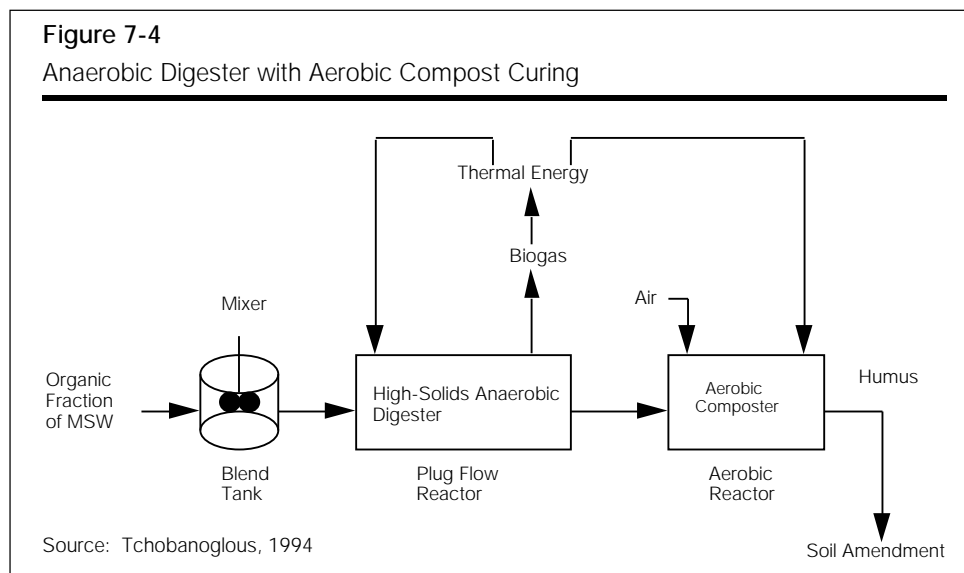 Figure 7-4
Anaerobic Digester with Aerobic Compost Curing
Thermal Energy
Biogas
Mixer
Air
Organic
Fraction
of MSW
High-Solids Anaerobic
Digester
Aerobic
Composter
Humus
Blend
Tank
Plug Flow
Reactor
Aerobic
Reactor
Source: Tchobanoglous, 1994
Soil Amendment